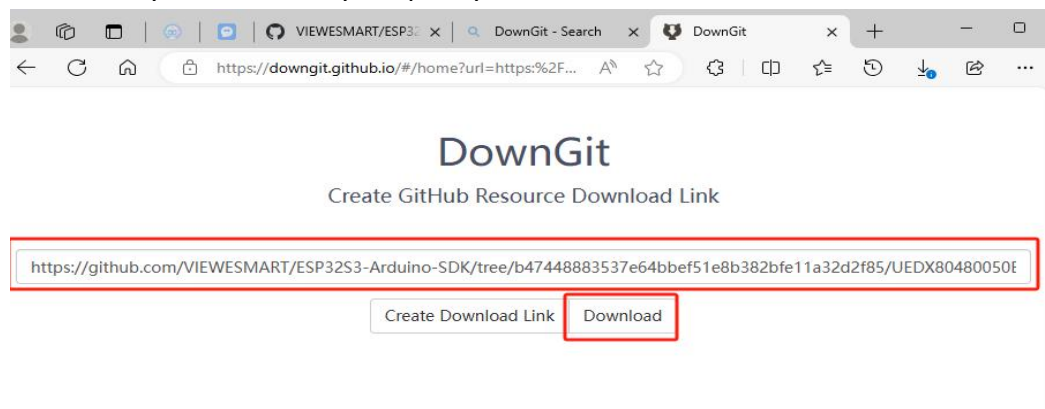 VIEWESMART/ESP32
DownGit - Search
DownGit
https://downgit.github.io/#/home?url=https:%2F...
DownGit
Create GitHub Resource Download Link
https://github.com/VIEWESMART/ESP32S3-Arduino-SDK/tree/b47448883537e64bbef51e8b382bfe11a32d2f85/UEDX80480050E
Create Download Link
Download